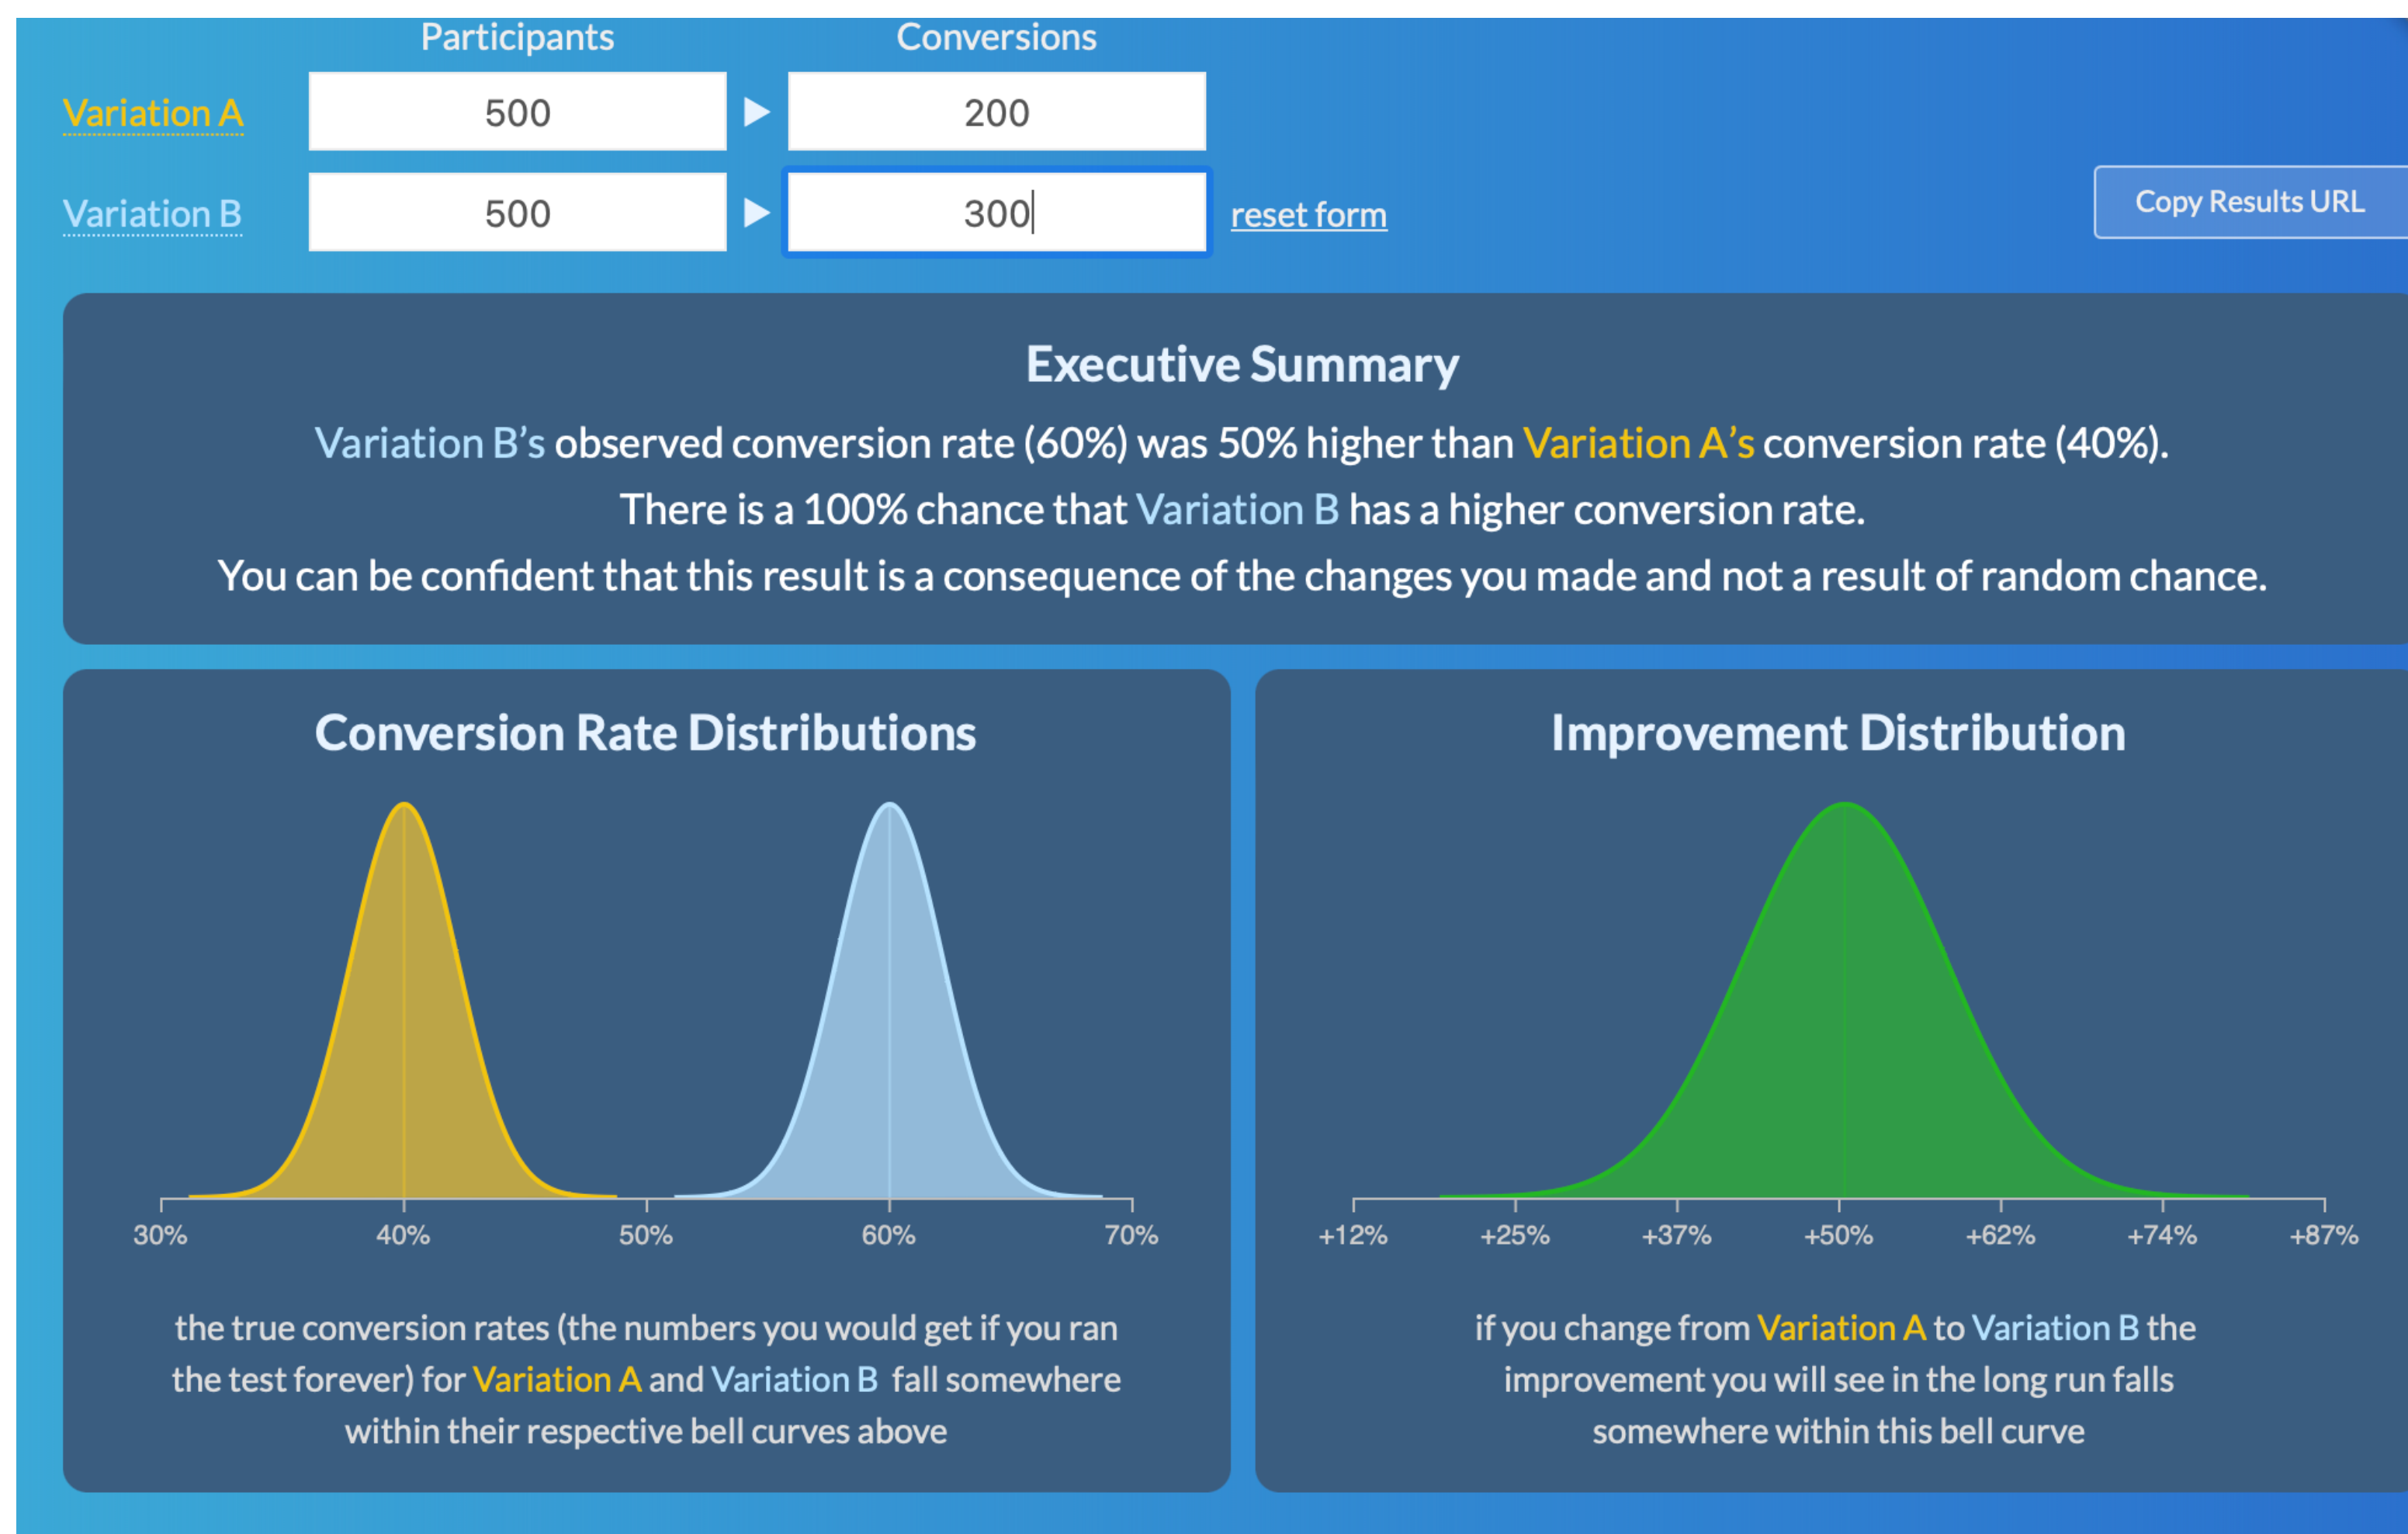 Participants Conversions
Variation A 500 200
Variation B 500 300 reset form
Copy Results URL
Executive Summary
Variation B’s observed conversion rate (60%) was 50% higher than Variation A’s conversion rate (40%).
There is a 100% chance that Variation B has a higher conversion rate.
You can be confident that this result is a consequence of the changes you made and not a result of random chance.
Conversion Rate Distributions
30% 40% 50% 60% 70%
the true conversion rates (the numbers you would get if you ran
the test forever) for Variation A and Variation B fall somewhere
within their respective bell curves above
Improvement Distribution
+12% +25% +37% +50% +62% +74% +87%
if you change from Variation A to Variation B the
improvement you will see in the long run falls
somewhere within this bell curve